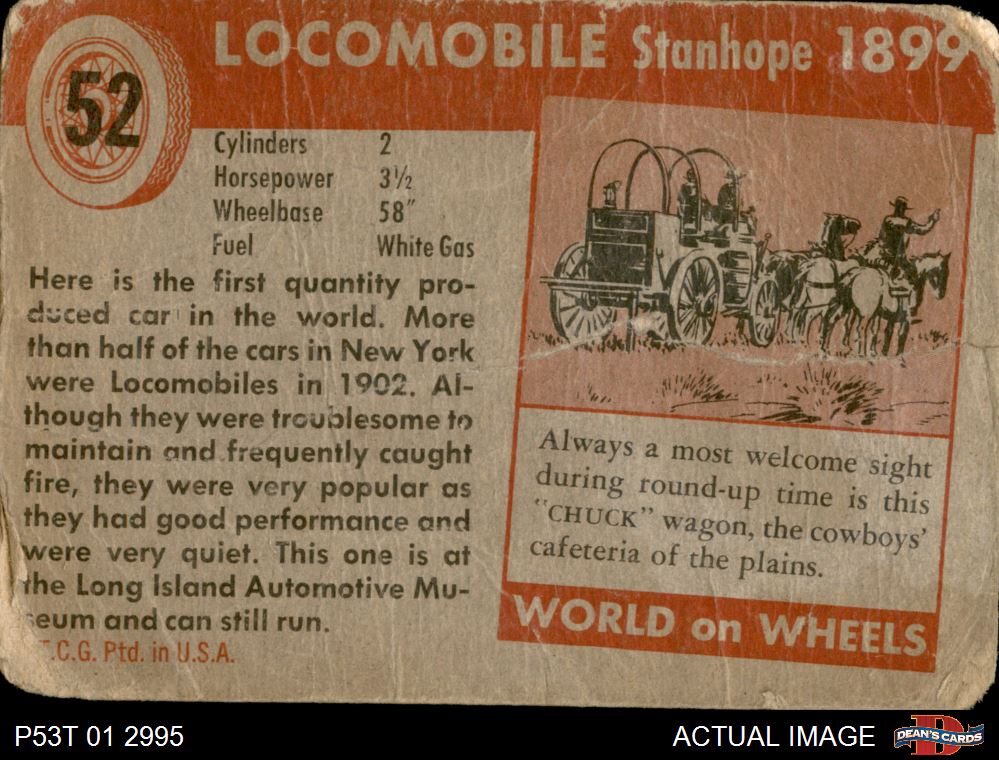 52
LOCOMOBILE Stanhope 1899
Cylinders 2
Horsepower 3½
Wheelbase 58"
Fuel White Gas
Here is the first quantity pro-
duced car in the world. More
than half of the cars in New York
were Locomobiles in 1902. Al-
though they were troublesome to
maintain and frequently caught
fire, they were very popular as
they had good performance and
were very quiet. This one is at
the Long Island Automotive Mu-
seum and can still run.
T.C.G. Ptd. in U.S.A.
Always a most welcome sight
during round-up time is this
"CHUCK" wagon, the cowboys'
cafeteria of the plains.
WORLD on WHEELS
P53T 01 2995
ACTUAL IMAGE
DEAN'S CARDS